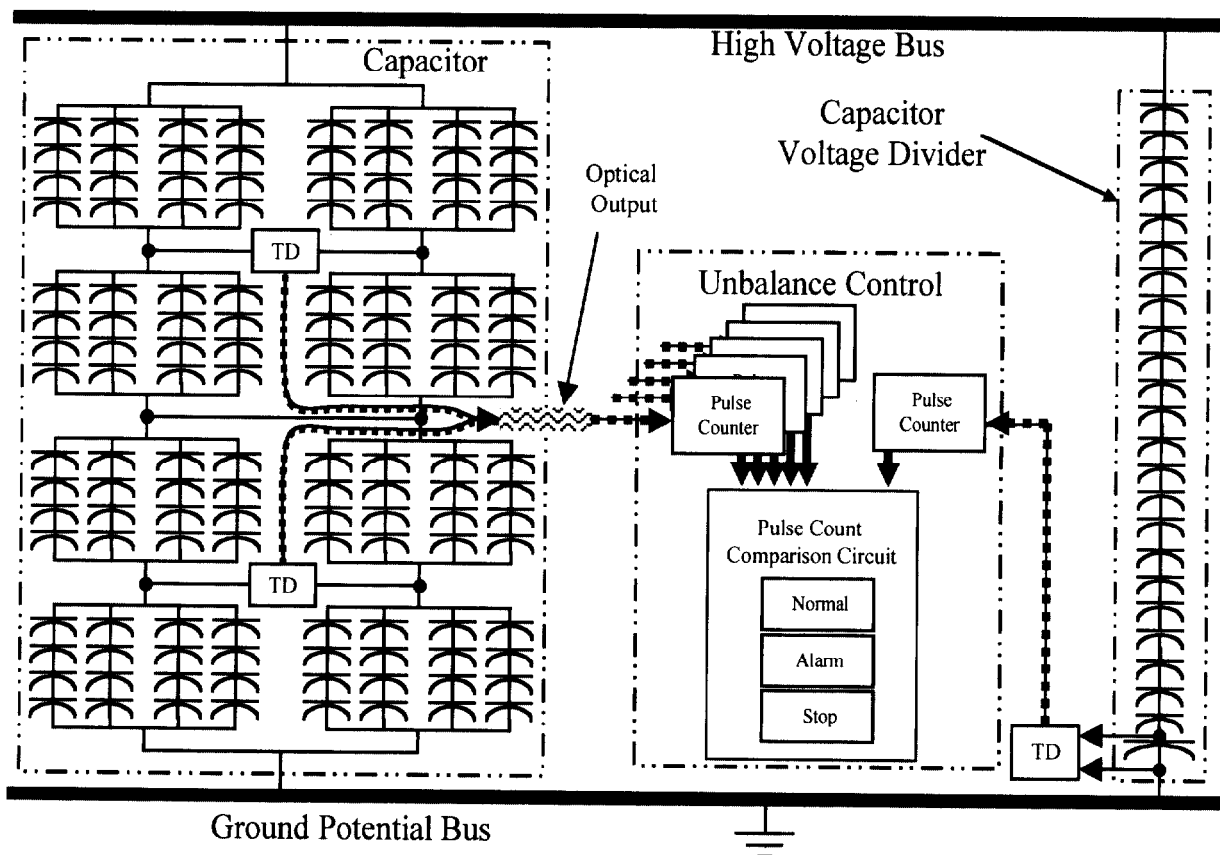 High Voltage Bus
Capacitor
Capacitor
Voltage Divider
Optical
Output
TD
Unbalance Control
Pulse
Counter
Pulse
Counter
Pulse Count
Comparison Circuit
Normal
Alarm
Stop
TD
TD
Ground Potential Bus